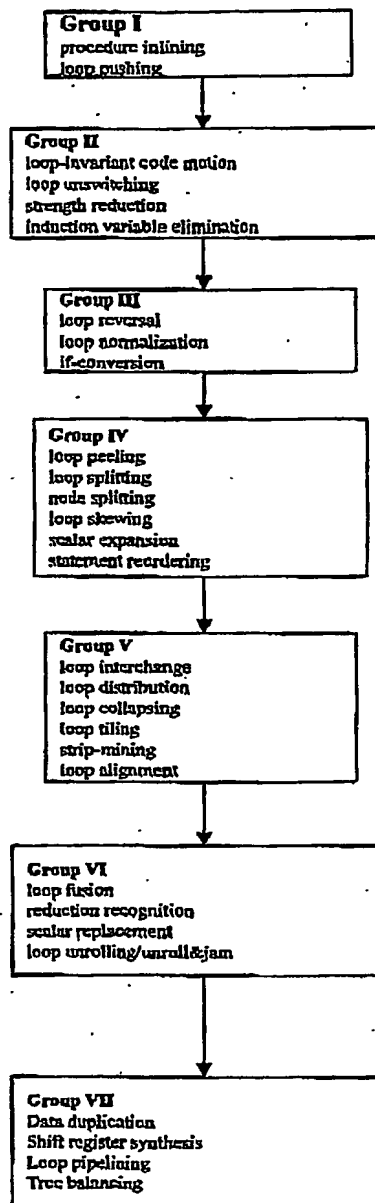 Group I
procedure inlining
loop pushing
Group II
loop-invariant code motion
loop unswitching
strength reduction
induction variable elimination
Group III
loop reversal
loop normalization
if-conversion
Group IV
loop peeling
loop splitting
node splitting
loop skewing
scalar expansion
statement reordering
Group V
loop interchange
loop distribution
loop collapsing
loop tiling
strip-mining
loop alignment
Group VI
loop fusion
reduction recognition
scalar replacement
loop unrolling/unroll&jam
Group VII
Data duplication
Shift register synthesis
Loop pipelining
Tree balancing